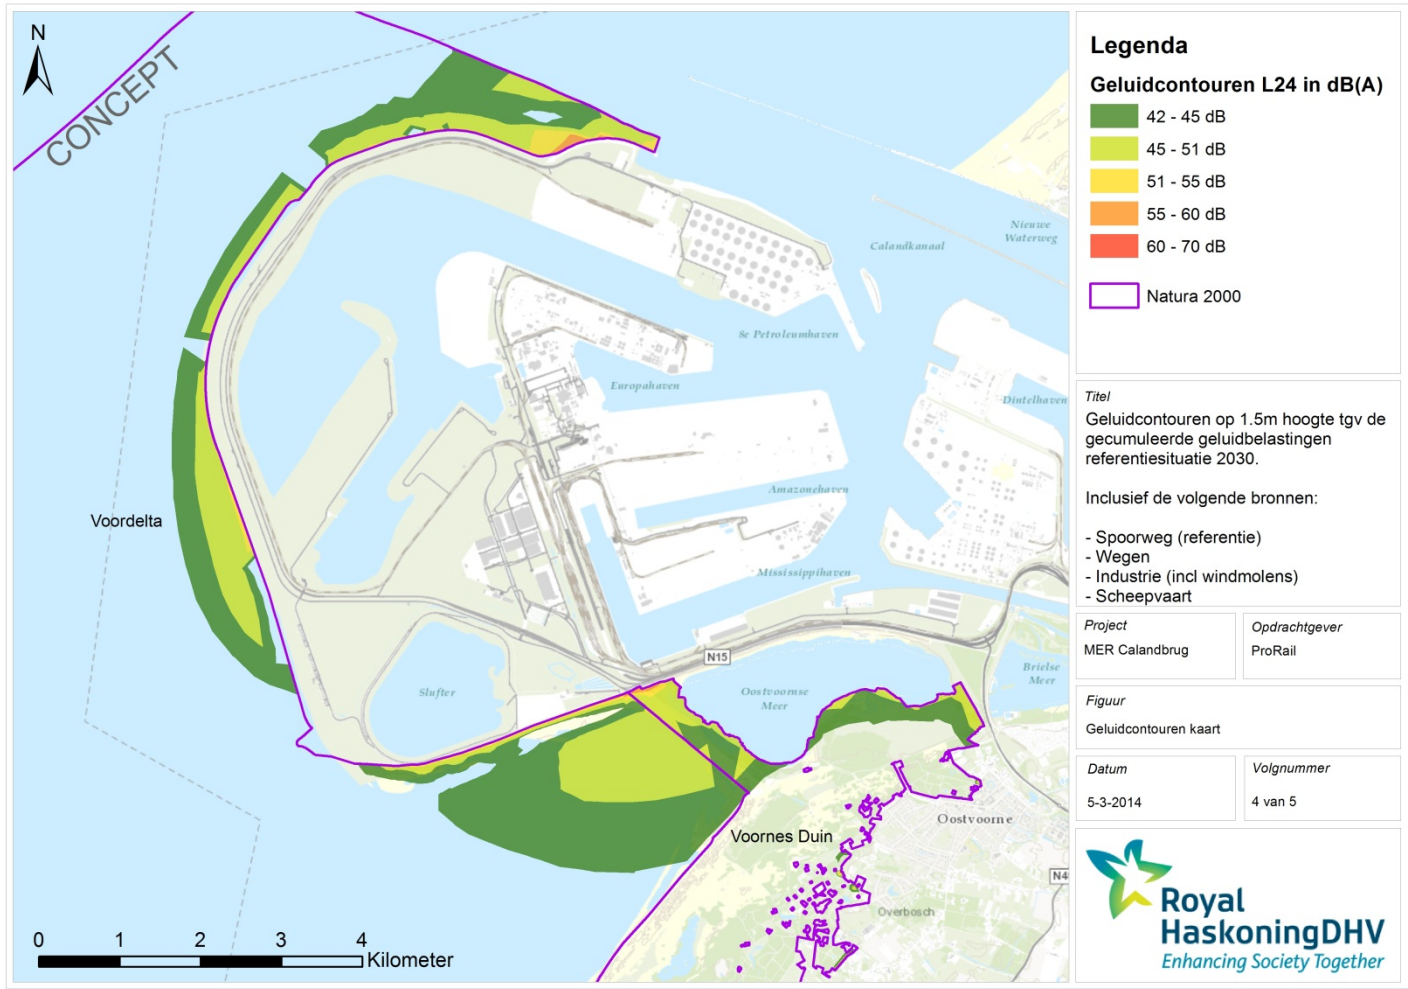 N
CONCEPT
Nieuwe
Waterweg
Calandkanaal
8e Petroleumhaven
Europahaven
Dintelhaven
Amazonehaven
Voordelta
Mississippihaven
N15
Brielse
Meer
Slufter
Oostvoornse
Meer
Oostvoorne
Voornes Duin
Overbosch
0 1 2 3 4
Kilometer
Legenda
Geluidcontouren L24 in dB(A)
42 - 45 dB
45 - 51 dB
51 - 55 dB
55 - 60 dB
60 - 70 dB
Natura 2000
Titel
Geluidcontouren op 1.5m hoogte tgv de
gecumuleerde geluidbelastingen
referentiesituatie 2030.
Inclusief de volgende bronnen:
- Spoorweg (referentie)
- Wegen
- Industrie (incl windmolens)
- Scheepvaart
Project
MER Calandbrug
Opdrachtgever
ProRail
Figuur
Geluidcontouren kaart
Datum
5-3-2014
Volgnummer
4 van 5
Royal
HaskoningDHV
Enhancing Society Together